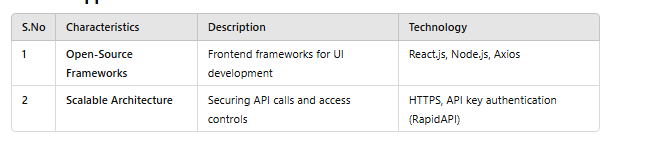 S.No Characteristics Description Technology
1 Open-Source Frontend frameworks for UI React.js, Node.js, Axios
Frameworks development
2 Scalable Architecture Securing API calls and access HTTPS, API key authentication
controls (RapidAPI)